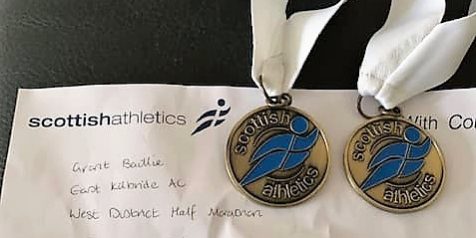 scottishathletics
With Co
Grant Baillie
East Kilbride AC
West District Half Marathon
scottish
athletics
scottish
athletics